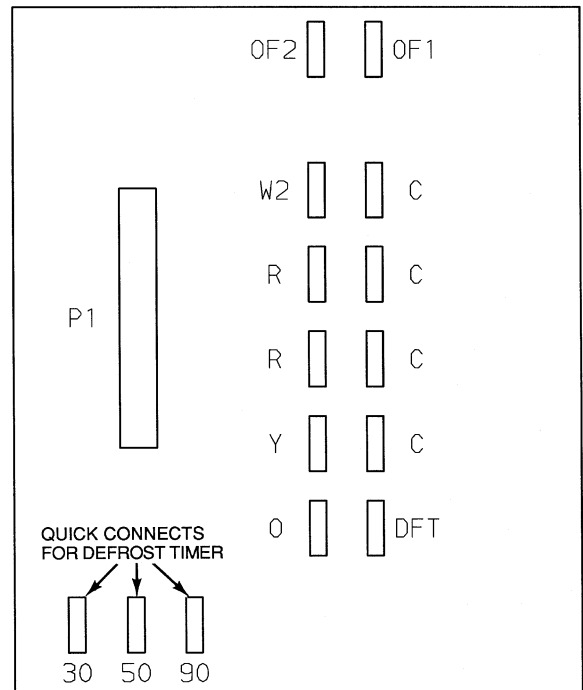 OF2 OF1
W2 C
R C
P1
R C
Y C
O DFT
QUICK CONNECTS
FOR DEFROST TIMER
30 50 90